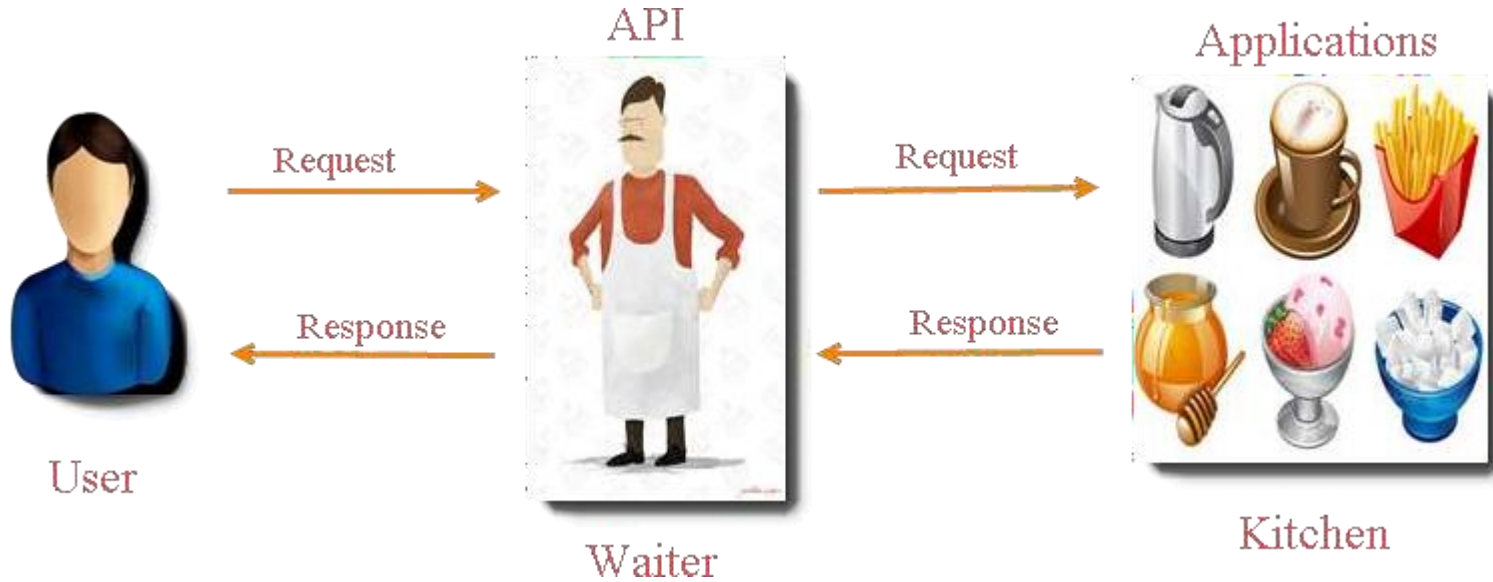 API
Applications
Request
Request
Response
Response
User
Waiter
Kitchen